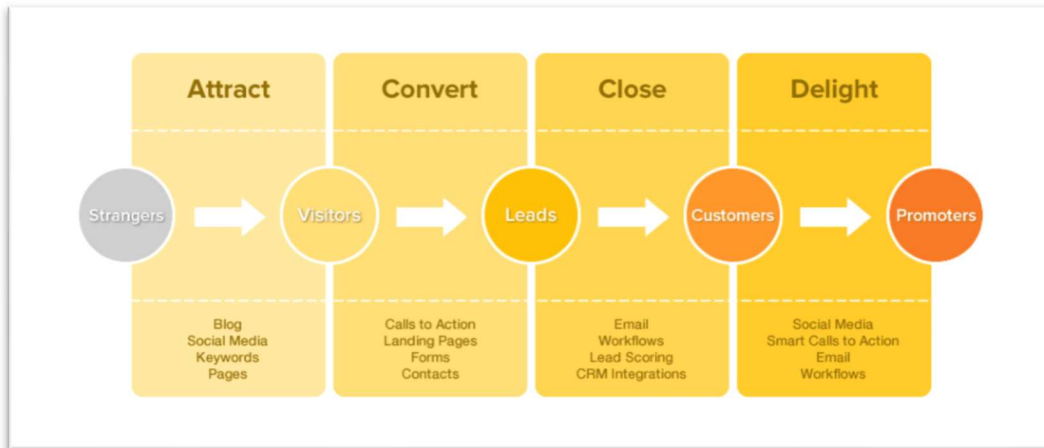 Attract
Convert
Close
Delight
Strangers
Visitors
Leads
Customers
Promoters
Blog
Social Media
Keywords
Pages
Calls to Action
Landing Pages
Forms
Contacts
Email
Workflows
Lead Scoring
CRM Integrations
Social Media
Smart Calls to Action
Email
Workflows